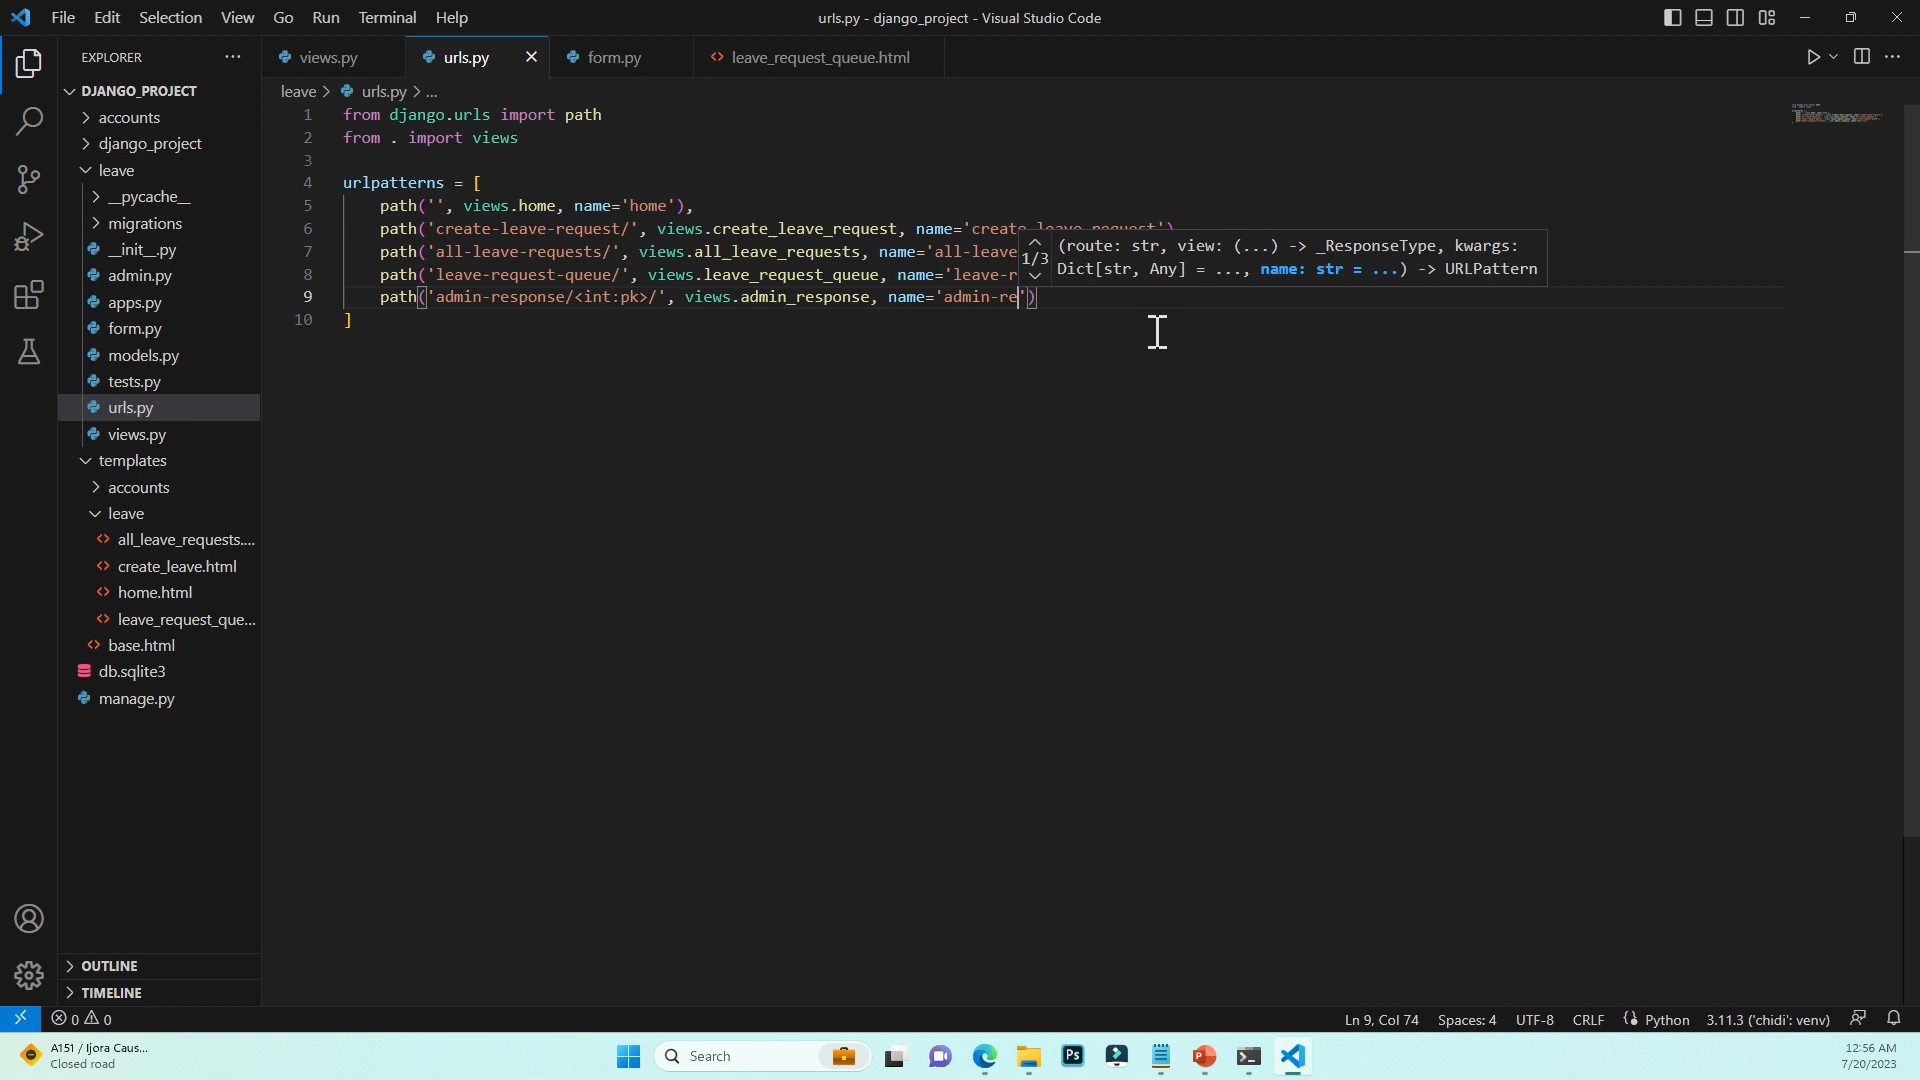 File Edit Selection View Go Run Terminal Help
urls.py - django_project - Visual Studio Code
EXPLORER
views.py
urls.py
form.py
leave_request_queue.html
DJANGO_PROJECT
accounts
django_project
leave
__pycache__
migrations
__init__.py
admin.py
apps.py
form.py
models.py
tests.py
urls.py
views.py
templates
accounts
leave
all_leave_requests....
create_leave.html
home.html
leave_request_que...
base.html
db.sqlite3
manage.py
OUTLINE
TIMELINE
leave > urls.py > ...
1 from django.urls import path
2 from . import views
3
4 urlpatterns = [
5 path('', views.home, name='home'),
6 path('create-leave-request/', views.create_leave_request, name='create-leave-request'),
7 path('all-leave-requests/', views.all_leave_requests, name='all-leave
8 path('leave-request-queue/', views.leave_request_queue, name='leave-r
9 path('admin-response/<int:pk>/', views.admin_response, name='admin-re')
10 ]
1/3
(route: str, view: (...) -> _ResponseType, kwargs:
Dict[str, Any] = ..., name: str = ...) -> URLPattern
0 0
Ln 9, Col 74 Spaces: 4 UTF-8 CRLF Python 3.11.3 ('chidi': venv)
A151 / Ijora Caus...
Closed road
Search
Ps
12:56 AM
7/20/2023